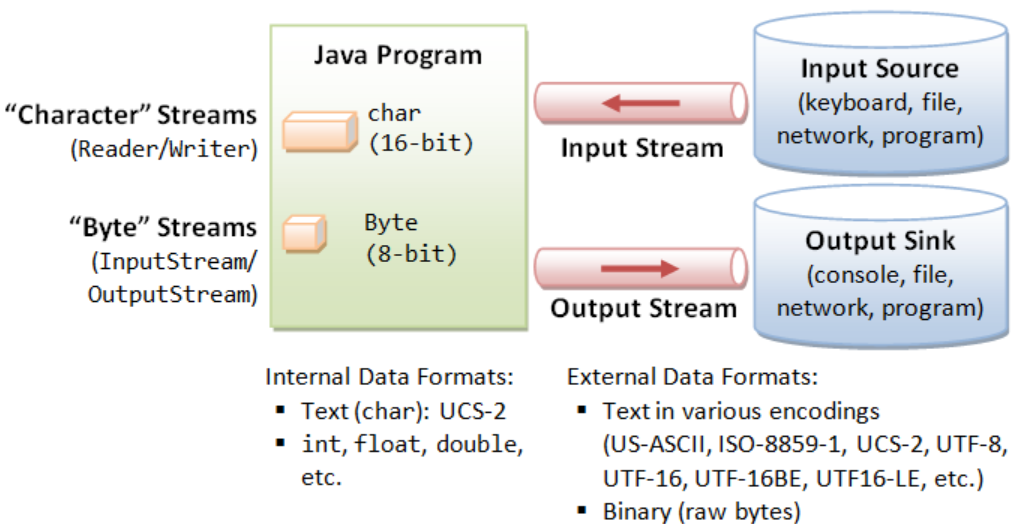 “Character” Streams
(Reader/Writer)
“Byte” Streams
(InputStream/
OutputStream)
Java Program
char
(16-bit)
Byte
(8-bit)
Input Stream
Output Stream
Input Source
(keyboard, file,
network, program)
Output Sink
(console, file,
network, program)
Internal Data Formats:
▪ Text (char): UCS-2
▪ int, float, double,
etc.
External Data Formats:
▪ Text in various encodings
(US-ASCII, ISO-8859-1, UCS-2, UTF-8,
UTF-16, UTF-16BE, UTF16-LE, etc.)
▪ Binary (raw bytes)